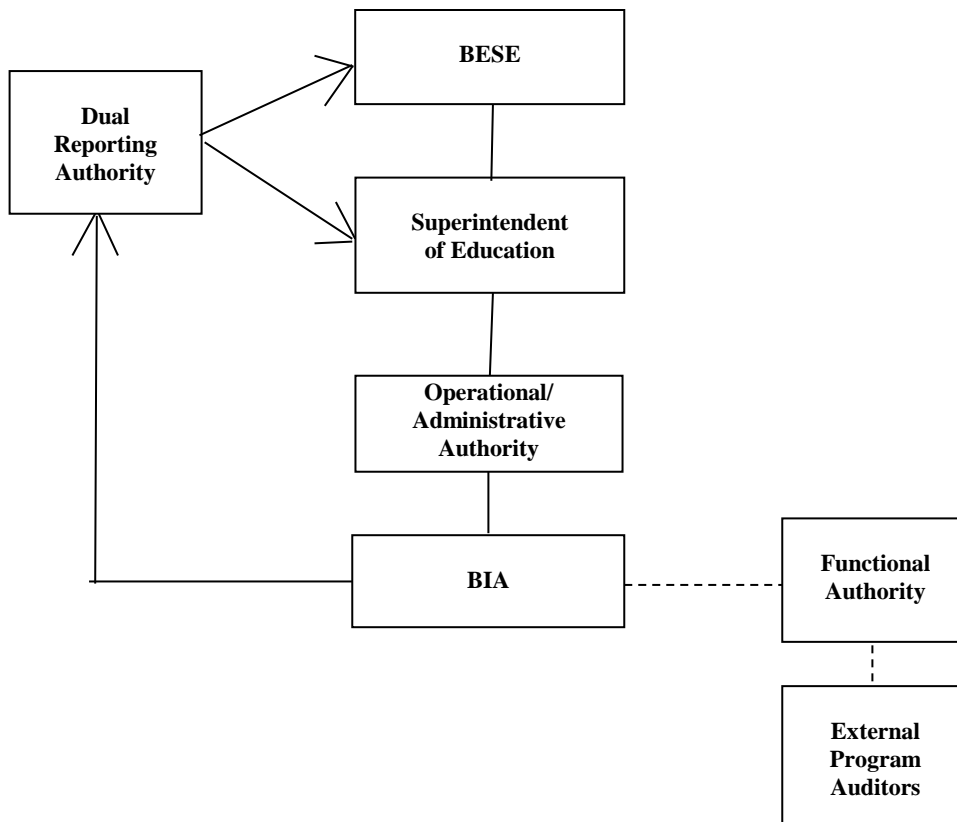 BESE
Dual
Reporting
Authority
Superintendent
of Education
Operational/
Administrative
Authority
BIA
Functional
Authority
External
Program
Auditors